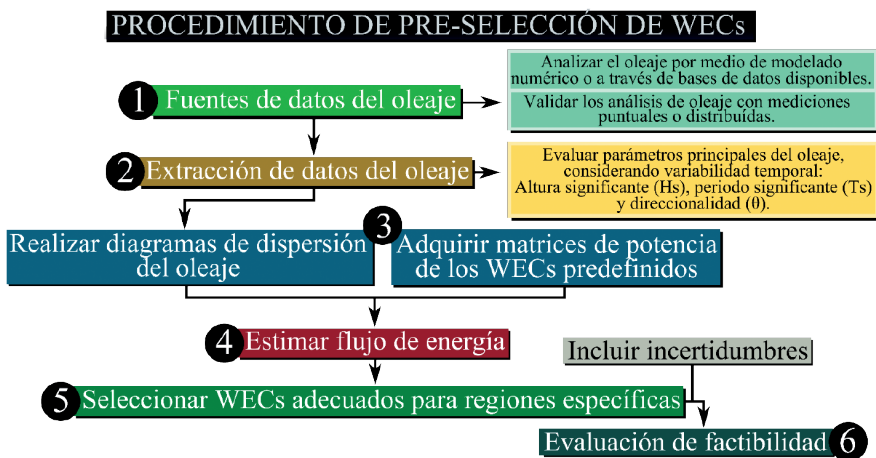 PROCEDIMIENTO DE PRE-SELECCIÓN DE WECs
1 Fuentes de datos del oleaje
Analizar el oleaje por medio de modelado
numérico o a través de bases de datos disponibles.
Validar los análisis de oleaje con mediciones
puntuales o distribuídas.
2 Extracción de datos del oleaje
Evaluar parámetros principales del oleaje,
considerando variabilidad temporal:
Altura significante (Hs), periodo significante (Ts)
y direccionalidad (θ).
3
Realizar diagramas de dispersión
del oleaje
Adquirir matrices de potencia
de los WECs predefinidos
4 Estimar flujo de energía
Incluir incertidumbres
5 Seleccionar WECs adecuados para regiones específicas
Evaluación de factibilidad 6